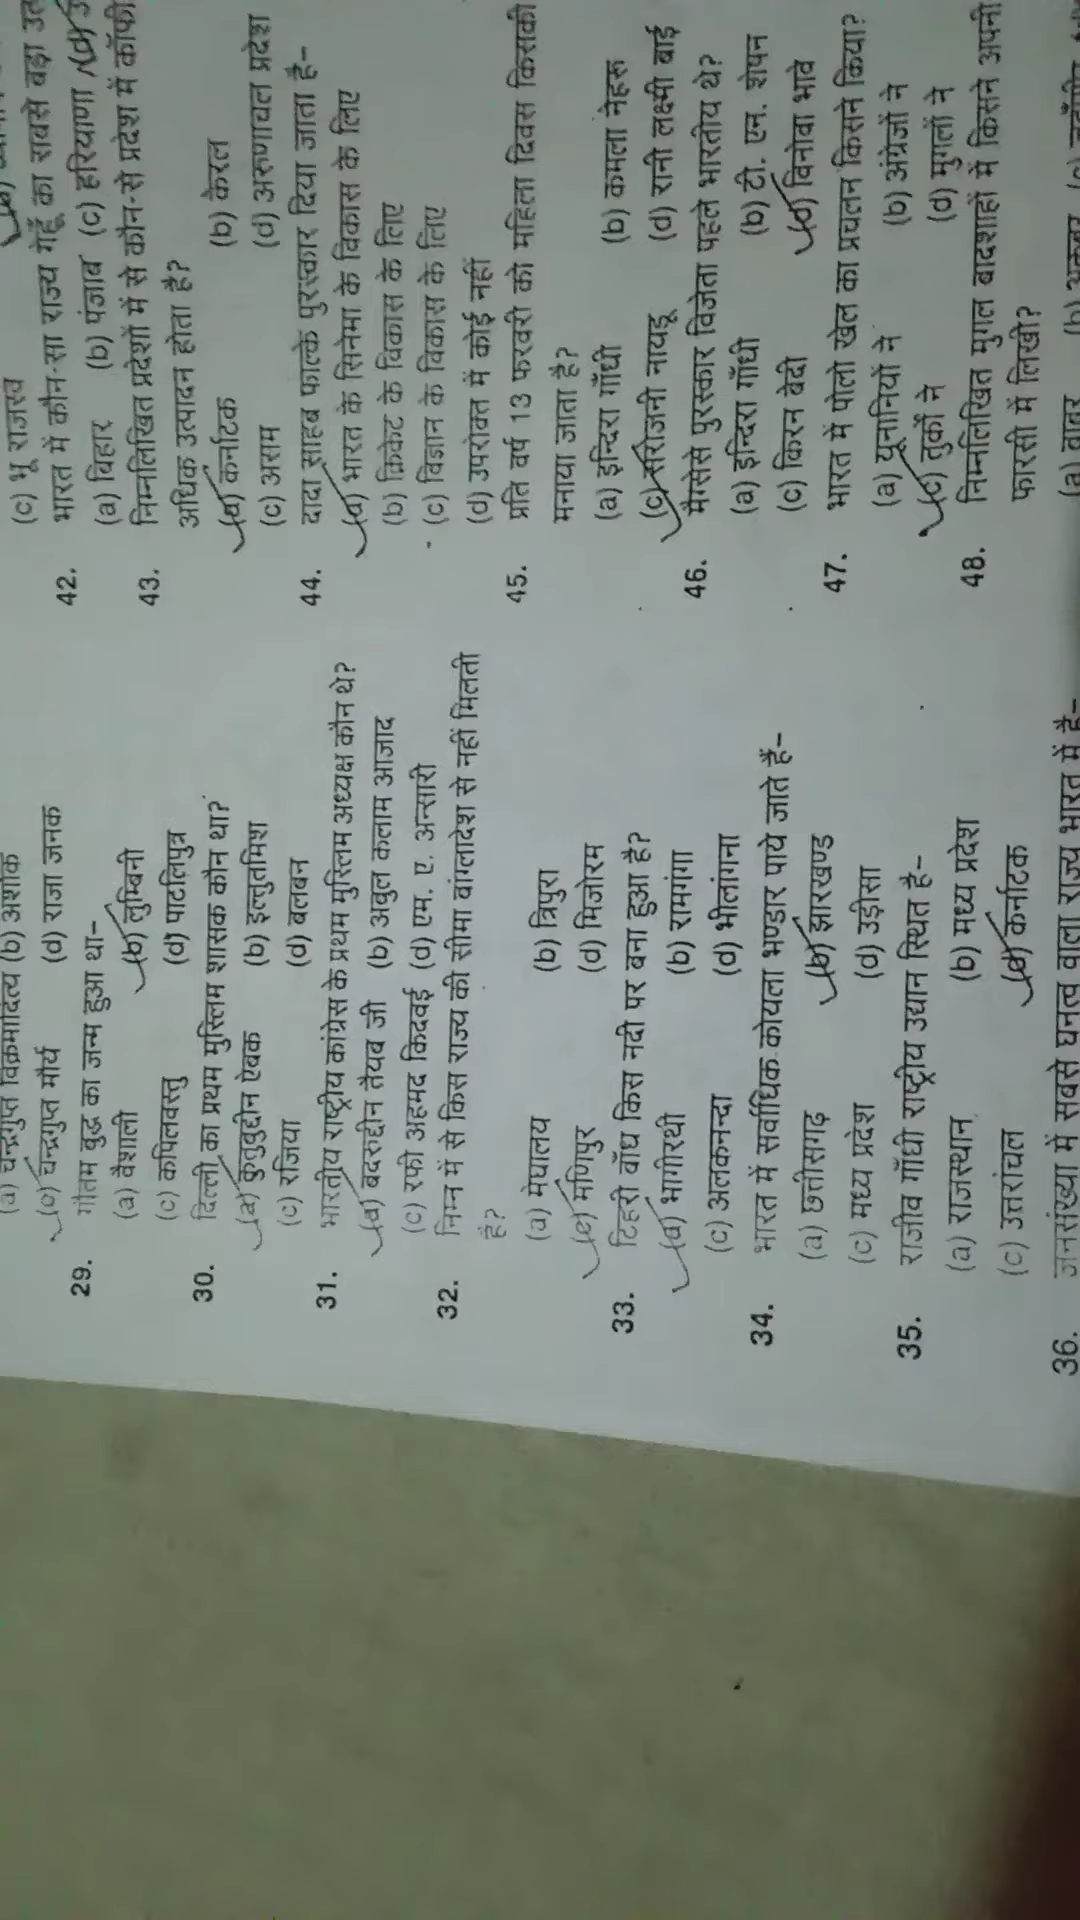 (a) चन्द्रगुप्त विक्रमादित्य (b) अशोक
(c) चन्द्रगुप्त मौर्य (d) राजा जनक
29. गौतम बुद्ध का जन्म हुआ था-
(a) वैशाली (b) लुम्बिनी
(c) कपिलवस्तु (d) पाटलिपुत्र
30. दिल्ली का प्रथम मुस्लिम शासक कौन था?
(a) कुतुबुद्दीन ऐबक (b) इल्तुतमिश
(c) रजिया (d) बलबन
31. भारतीय राष्ट्रीय कांग्रेस के प्रथम मुस्लिम अध्यक्ष कौन थे?
(a) बदरुद्दीन तैयब जी (b) अबुल कलाम आजाद
(c) रफी अहमद किदवई (d) एम. ए. अन्सारी
32. निम्न में से किस राज्य की सीमा बांग्लादेश से नहीं मिलती
है?
(a) मेघालय (b) त्रिपुरा
(c) मणिपुर (d) मिजोरम
33. टिहरी बाँध किस नदी पर बना हुआ है?
(a) भागीरथी (b) रामगंगा
(c) अलकनन्दा (d) भीलांगना
34. भारत में सर्वाधिक कोयला भण्डार पाये जाते हैं-
(a) छत्तीसगढ़ (b) झारखण्ड
(c) मध्य प्रदेश (d) उड़ीसा
35. राजीव गाँधी राष्ट्रीय उद्यान स्थित है-
(a) राजस्थान (b) मध्य प्रदेश
(c) उत्तरांचल (d) कर्नाटक
36. जनसंख्या में सबसे घनत्व वाला राज्य भारत में है-
(c) भू राजस्व
42. भारत में कौन-सा राज्य गेहूँ का सबसे बड़ा
(a) बिहार (b) पंजाब (c) हरियाणा (d)
43. निम्नलिखित प्रदेशों में से कौन-से प्रदेश में कॉफी
अधिक उत्पादन होता है?
(a) कर्नाटक (b) केरल
(c) असम (d) अरुणाचल प्रदेश
44. दादा साहब फाल्के पुरस्कार दिया जाता है-
(a) भारत के सिनेमा के विकास के लिए
(b) क्रिकेट के विकास के लिए
(c) विज्ञान के विकास के लिए
(d) उपरोक्त में कोई नहीं
45. प्रति वर्ष 13 फरवरी को महिला दिवस किसकी
मनाया जाता है?
(a) इन्दिरा गाँधी (b) कमला नेहरू
(c) सरोजनी नायडू (d) रानी लक्ष्मी बाई
46. मैग्सेसे पुरस्कार विजेता पहले भारतीय थे?
(a) इन्दिरा गाँधी (b) टी. एन. शेषन
(c) किरन बेदी (d) विनोवा भावे
47. भारत में पोलो खेल का प्रचलन किसने किया?
(a) यूनानियों ने (b) अंग्रेजों ने
(c) तुर्कों ने (d) मुगलों ने
48. निम्नलिखित मुगल बादशाहों में किसने अपनी
फारसी में लिखी?
(a) बाबर (b) अकबर (c)